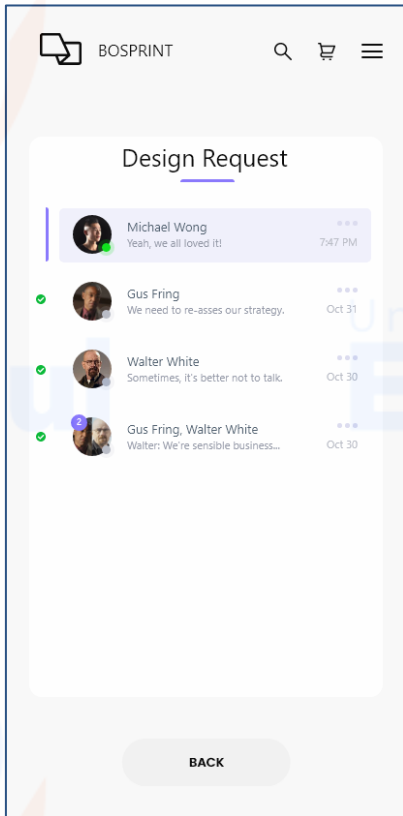 BOSPRINT
Design Request
Michael Wong
Yeah, we all loved it!
7:47 PM
Gus Fring
We need to re-asses our strategy.
Oct 31
Walter White
Sometimes, it's better not to talk.
Oct 30
2
Gus Fring, Walter White
Walter: We're sensible business...
Oct 30
BACK